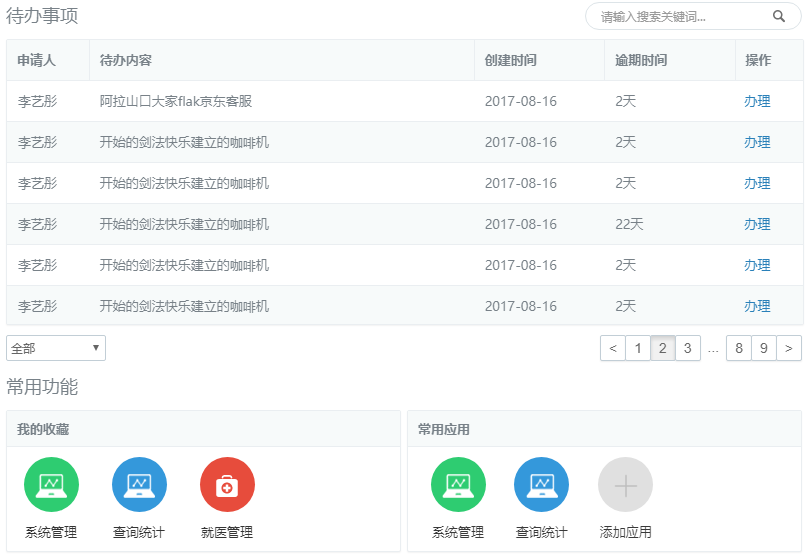 待办事项
请输入搜索关键词...
申请人 待办内容 创建时间 逾期时间 操作
李艺彤 阿拉山口大家flak京东客服 2017-08-16 2天 办理
李艺彤 开始的剑法快乐建立的咖啡机 2017-08-16 2天 办理
李艺彤 开始的剑法快乐建立的咖啡机 2017-08-16 2天 办理
李艺彤 开始的剑法快乐建立的咖啡机 2017-08-16 22天 办理
李艺彤 开始的剑法快乐建立的咖啡机 2017-08-16 2天 办理
李艺彤 开始的剑法快乐建立的咖啡机 2017-08-16 2天 办理
全部
< 1 2 3 ... 8 9 >
常用功能
我的收藏
系统管理 查询统计 就医管理
常用应用
系统管理 查询统计 添加应用